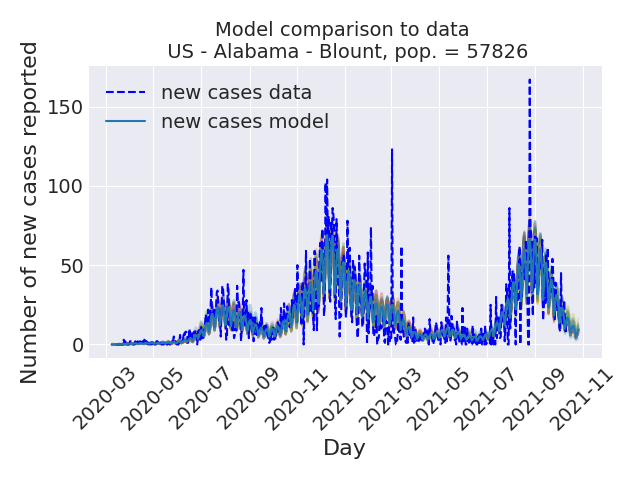 Model comparison to data
US - Alabama - Blount, pop. = 57826
Number of new cases reported
new cases data
new cases model
150
100
50
0
2020-03
2020-05
2020-07
2020-09
2020-11
2021-01
2021-03
2021-05
2021-07
2021-09
2021-11
Day